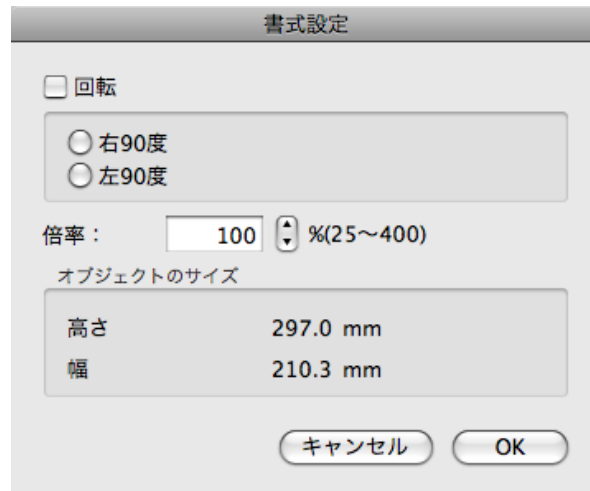 書式設定
回転
右90度
左90度
倍率： 100 %(25〜400)
オブジェクトのサイズ
高さ 297.0 mm
幅 210.3 mm
キャンセル OK